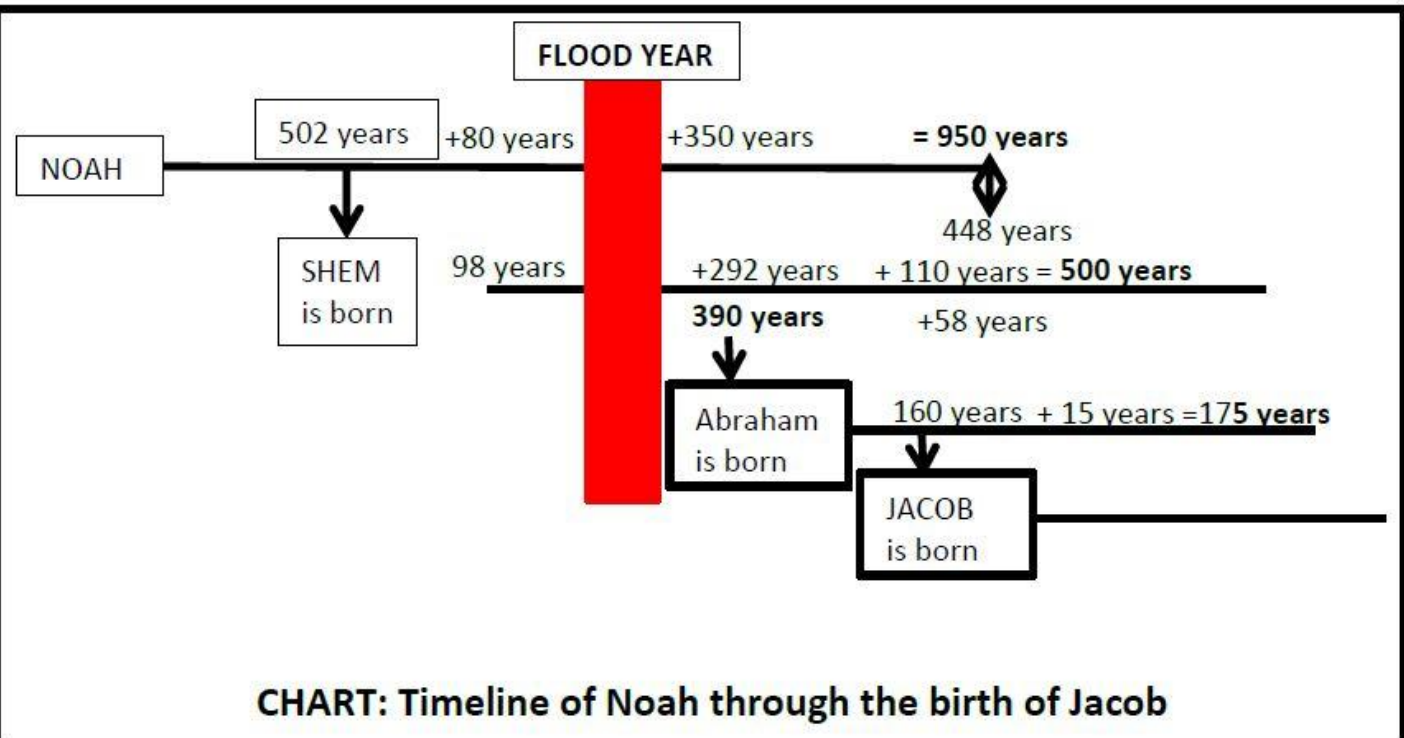 FLOOD YEAR
502 years
+80 years
+350 years
= 950 years
NOAH
448 years
SHEM
is born
98 years
+292 years
+ 110 years = 500 years
390 years
+58 years
Abraham
is born
160 years + 15 years =175 years
JACOB
is born
CHART: Timeline of Noah through the birth of Jacob